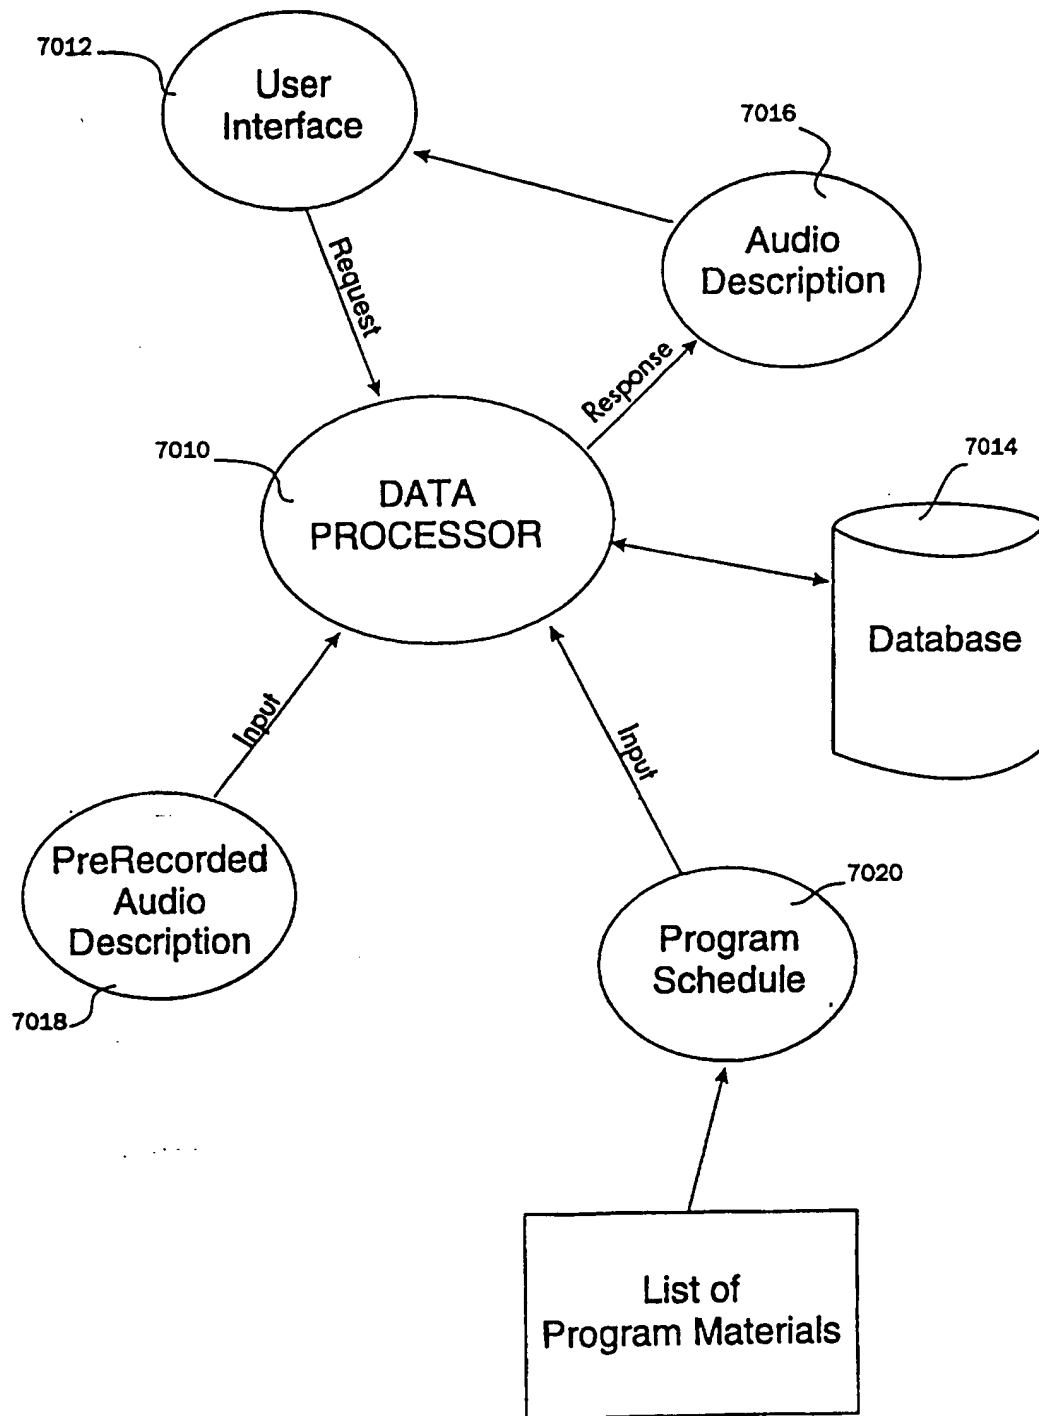 7012
User
Interface
7016
Audio
Description
Request
Response
7010
DATA
PROCESSOR
7014
Database
Input
Input
PreRecorded
Audio
Description
7018
7020
Program
Schedule
List of
Program Materials